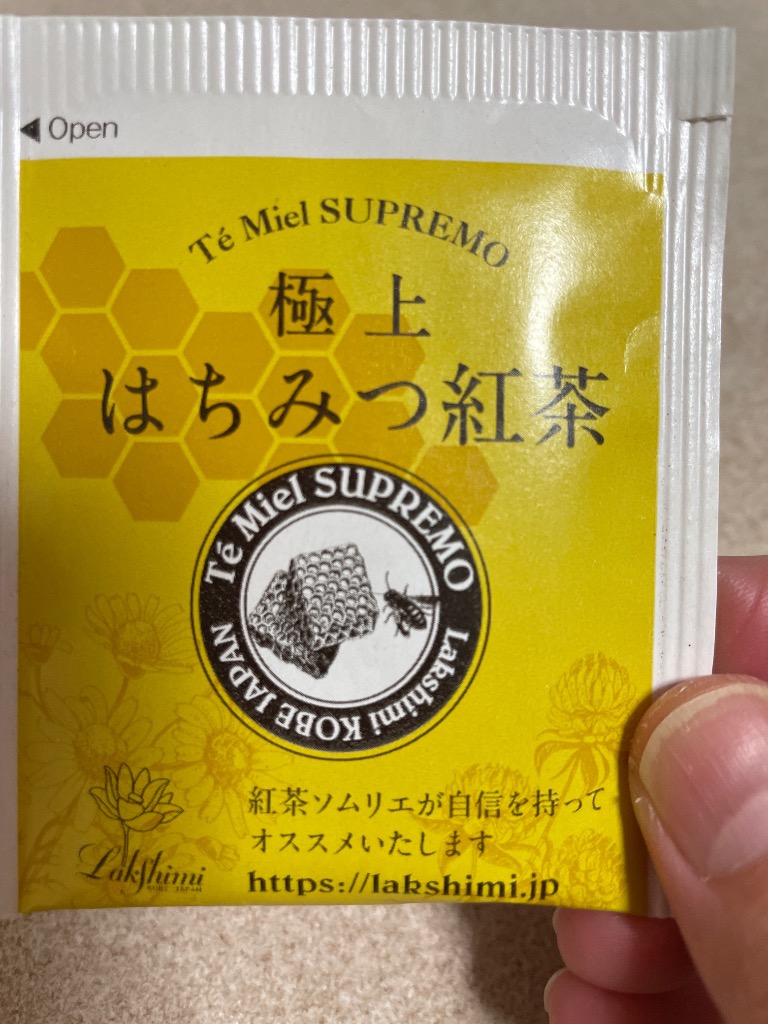 ◀ Open
Té Miel SUPREMO
極上
はちみつ紅茶
Té Miel SUPREMO
Lakshimi KOBE JAPAN
紅茶ソムリエが自信を持って
オススメいたします
Lakshimi
KOBE JAPAN
https://lakshimi.jp